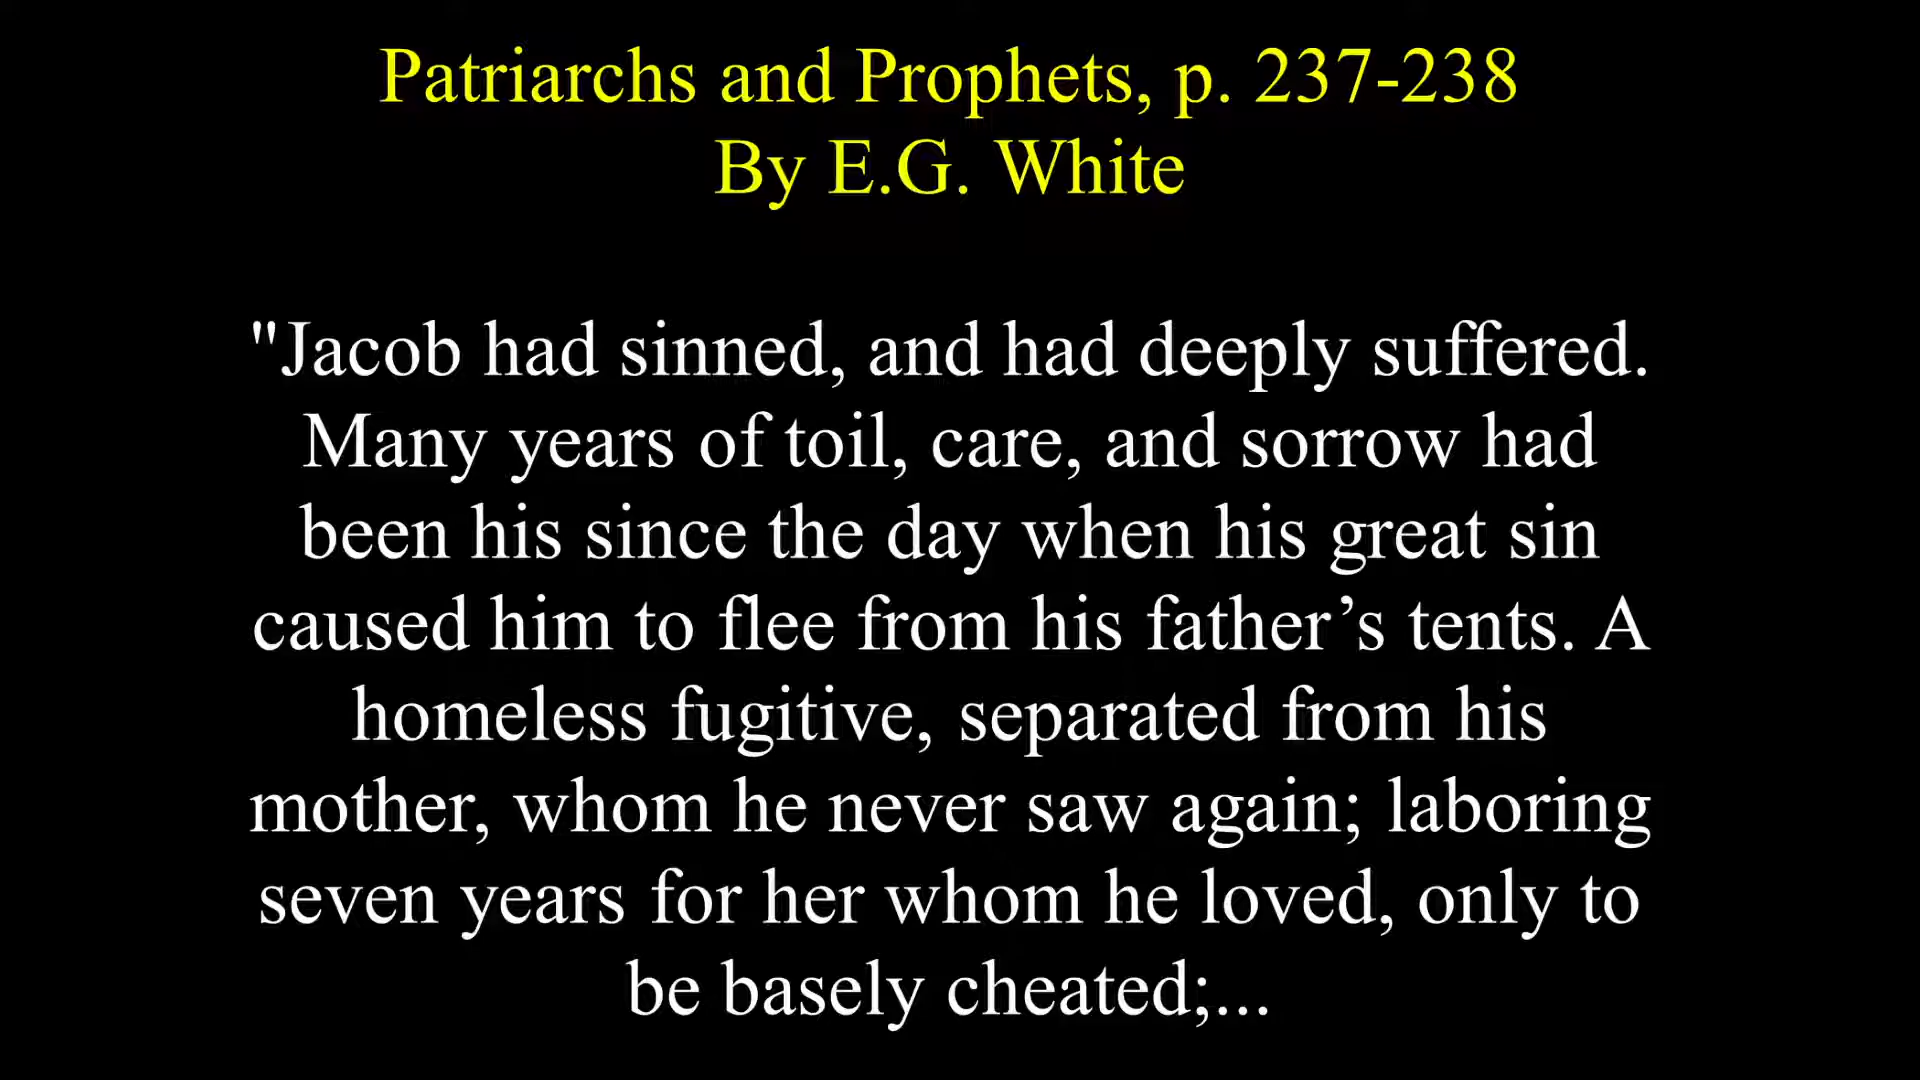 Patriarchs and Prophets, p. 237-238
By E.G. White
"Jacob had sinned, and had deeply suffered.
Many years of toil, care, and sorrow had
been his since the day when his great sin
caused him to flee from his father’s tents. A
homeless fugitive, separated from his
mother, whom he never saw again; laboring
seven years for her whom he loved, only to
be basely cheated;...